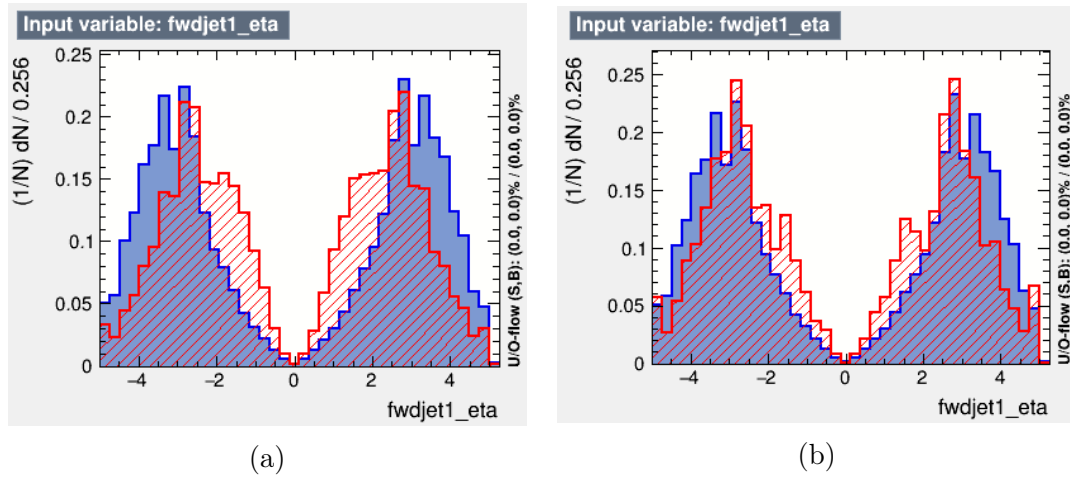 Input variable: fwdjet1_eta
(1/N) dN / 0.256
0.25
0.2
0.15
0.1
0.05
0
−4
−2
0
2
4
fwdjet1_eta
U/O-flow (S,B): (0.0, 0.0)% / (0.0, 0.0)%
(a)
Input variable: fwdjet1_eta
(1/N) dN / 0.256
0.25
0.2
0.15
0.1
0.05
0
−4
−2
0
2
4
fwdjet1_eta
U/O-flow (S,B): (0.0, 0.0)% / (0.0, 0.0)%
(b)